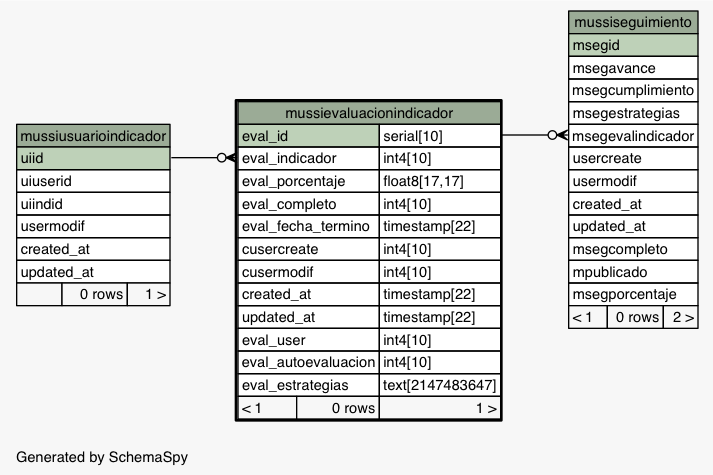 mussiusuarioindicador
uiid
uiuserid
uiindid
usermodif
created_at
updated_at
0 rows 1 >
mussievaluacionindicador
eval_id serial[10]
eval_indicador int4[10]
eval_porcentaje float8[17,17]
eval_completo int4[10]
eval_fecha_termino timestamp[22]
cusercreate int4[10]
cusermodif int4[10]
created_at timestamp[22]
updated_at timestamp[22]
eval_user int4[10]
eval_autoevaluacion int4[10]
eval_estrategias text[2147483647]
< 1 0 rows 1 >
mussiseguimiento
msegid
msegavance
msegcumplimiento
msegestrategias
msegevalindicador
usercreate
usermodif
created_at
updated_at
msegcompleto
mpublicado
msegporcentaje
< 1 0 rows 2 >
Generated by SchemaSpy